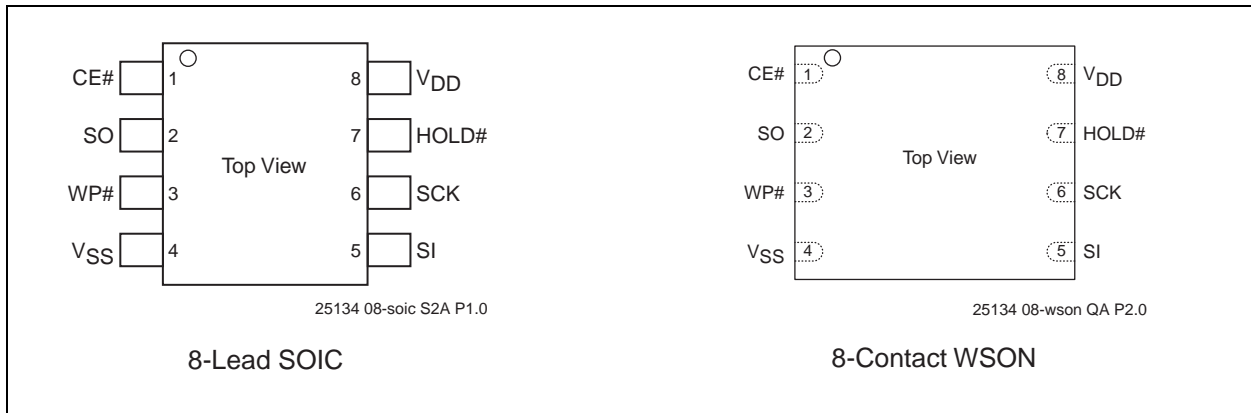 CE# 1 8 VDD
SO 2 7 HOLD#
Top View
WP# 3 6 SCK
VSS 4 5 SI
25134 08-soic S2A P1.0
8-Lead SOIC
CE# 1 8 VDD
SO 2 7 HOLD#
Top View
WP# 3 6 SCK
VSS 4 5 SI
25134 08-wson QA P2.0
8-Contact WSON